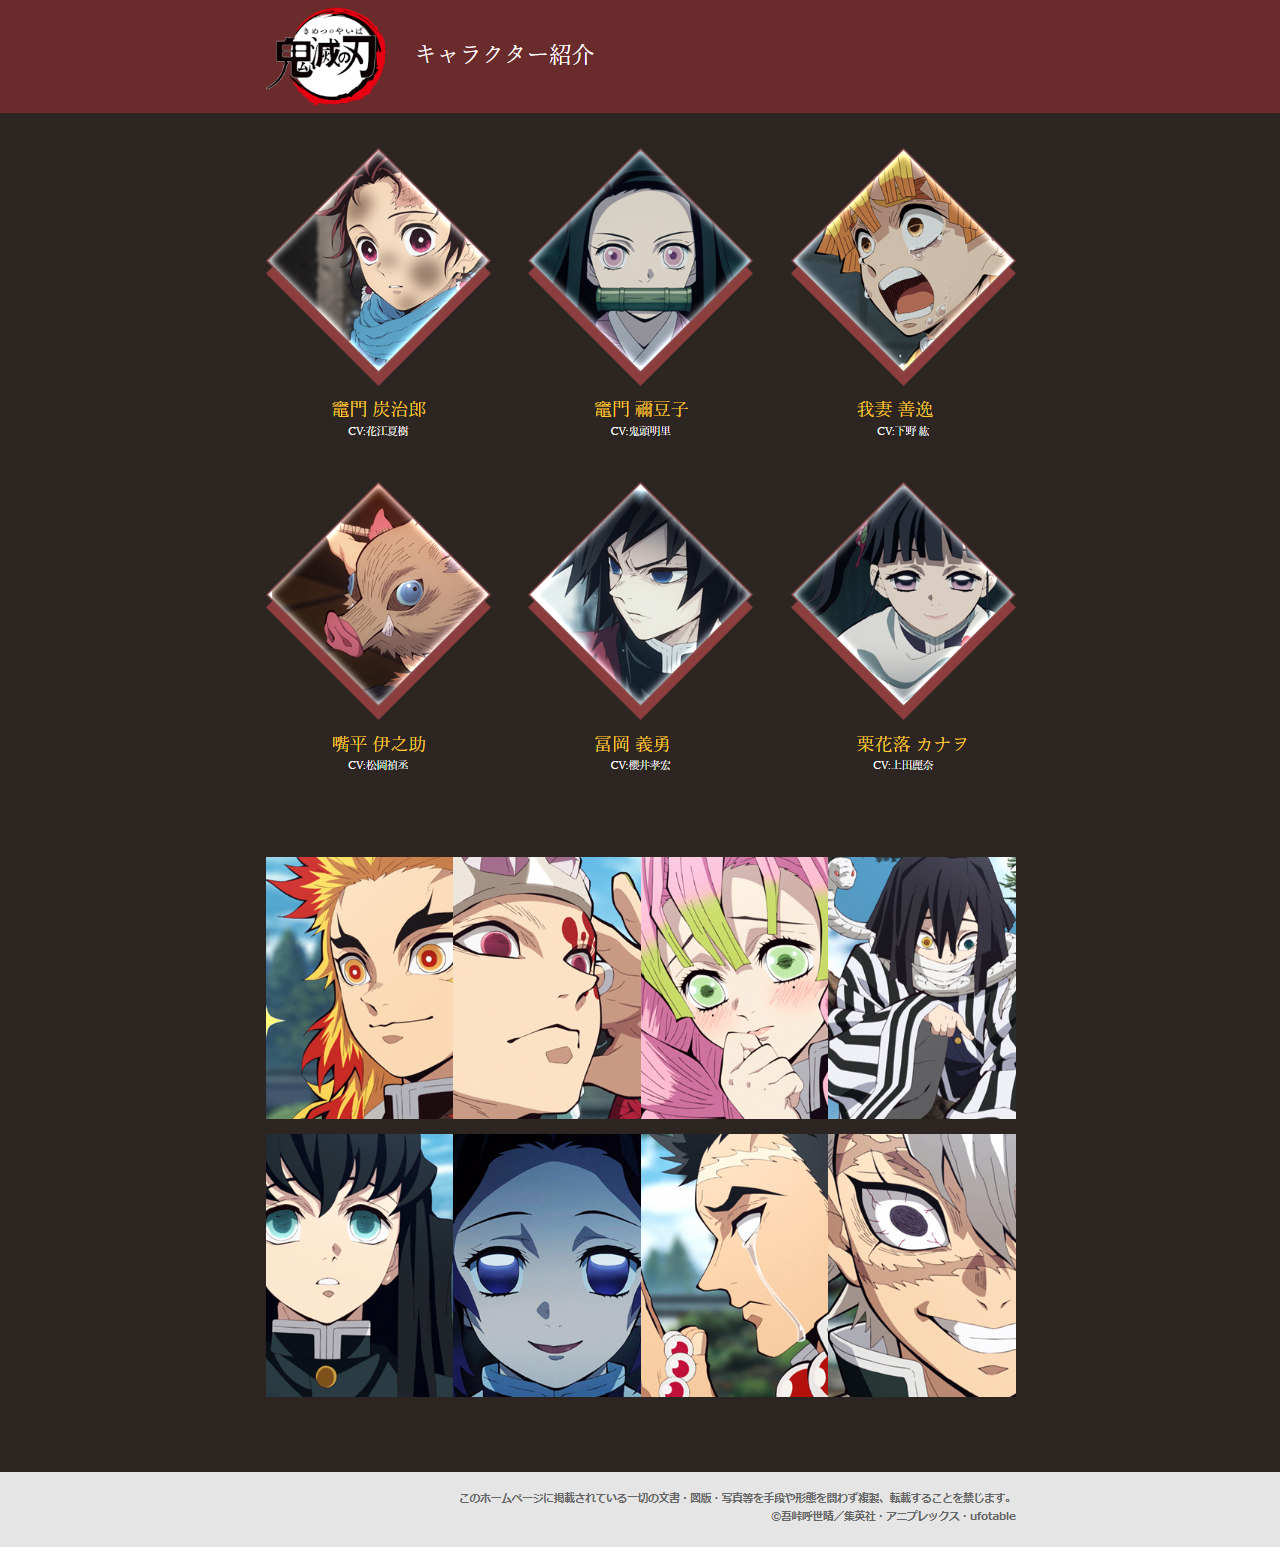 きめつのやいば
鬼滅の刃
キャラクター紹介
竈門 炭治郎
CV:花江夏樹
竈門 禰豆子
CV:鬼頭明里
我妻 善逸
CV:下野 紘
嘴平 伊之助
CV:松岡禎丞
冨岡 義勇
CV:櫻井孝宏
栗花落 カナヲ
CV:上田麗奈
このホームページに掲載されている一切の文書・図版・写真等を手段や形態を問わず複製、転載することを禁じます。
©吾峠呼世晴／集英社・アニプレックス・ufotable